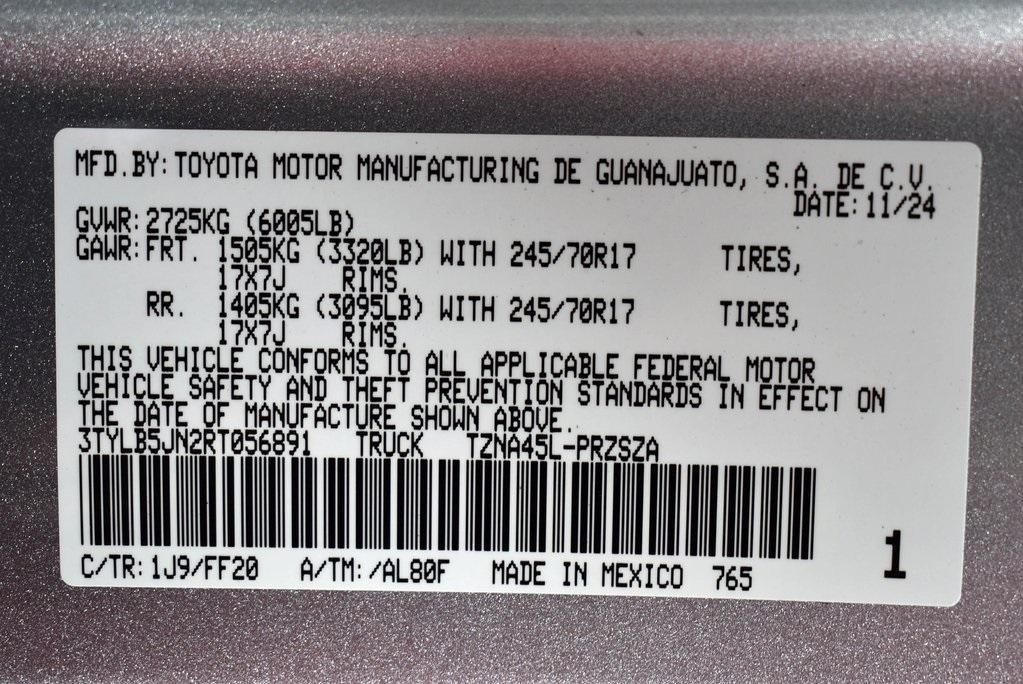 MFD.BY: TOYOTA MOTOR MANUFACTURING DE GUANAJUATO, S.A. DE C.V.
DATE: 11/24
GVWR: 2725KG (6005LB)
GAWR: FRT. 1505KG (3320LB) WITH 245/70R17 TIRES,
17X7J RIMS.
RR. 1405KG (3095LB) WITH 245/70R17 TIRES,
17X7J RIMS.
THIS VEHICLE CONFORMS TO ALL APPLICABLE FEDERAL MOTOR
VEHICLE SAFETY AND THEFT PREVENTION STANDARDS IN EFFECT ON
THE DATE OF MANUFACTURE SHOWN ABOVE.
3TYLB5JN2RT056891 TRUCK TZNA45L-PRZSZA
C/TR: 1J9/FF20 A/TM: /AL80F MADE IN MEXICO 765
1